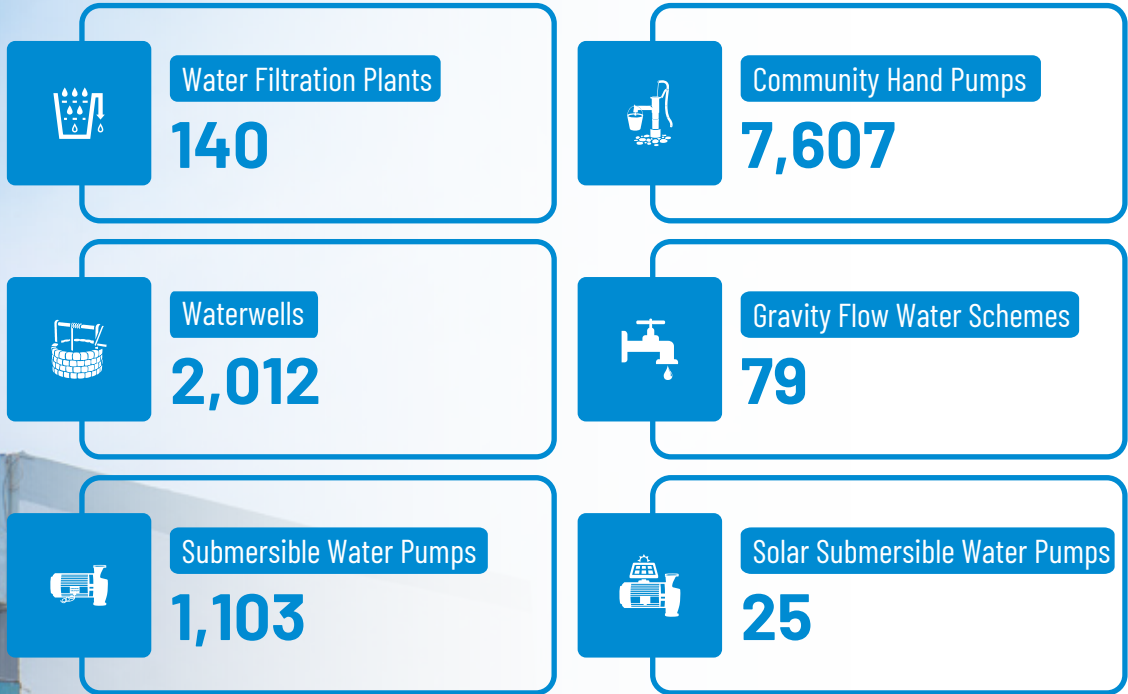 Water Filtration Plants
140
Community Hand Pumps
7,607
Waterwells
2,012
Gravity Flow Water Schemes
79
Submersible Water Pumps
1,103
Solar Submersible Water Pumps
25